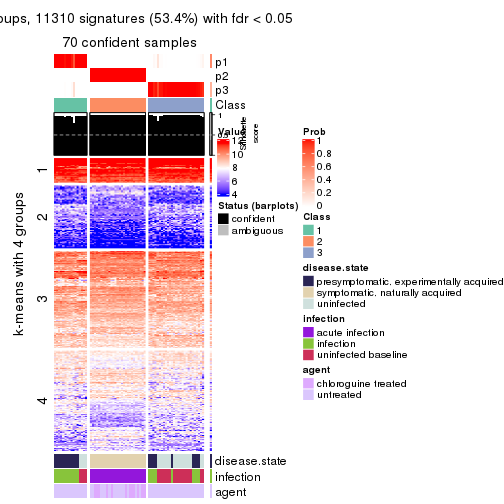 oups, 11310 signatures (53.4%) with fdr < 0.05
70 confident samples
p1
p2
p3
Class
1
Silhouette
score
Value
12
10
8
6
4
Status (barplots)
confident
ambiguous
Prob
1
0.8
0.6
0.4
0.2
0
Class
1
2
3
disease.state
presymptomatic, experimentally acquired
symptomatic, naturally acquired
uninfected
infection
acute infection
infection
uninfected baseline
agent
chloroguine treated
untreated
k-means with 4 groups
1
2
3
4
disease.state
infection
agent